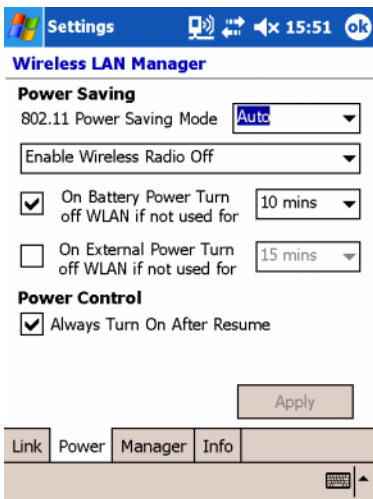 Settings 15:51 ok
Wireless LAN Manager
Power Saving
802.11 Power Saving Mode Auto
Enable Wireless Radio Off
On Battery Power Turn
off WLAN if not used for 10 mins
On External Power Turn
off WLAN if not used for 15 mins
Power Control
Always Turn On After Resume
Apply
Link Power Manager Info